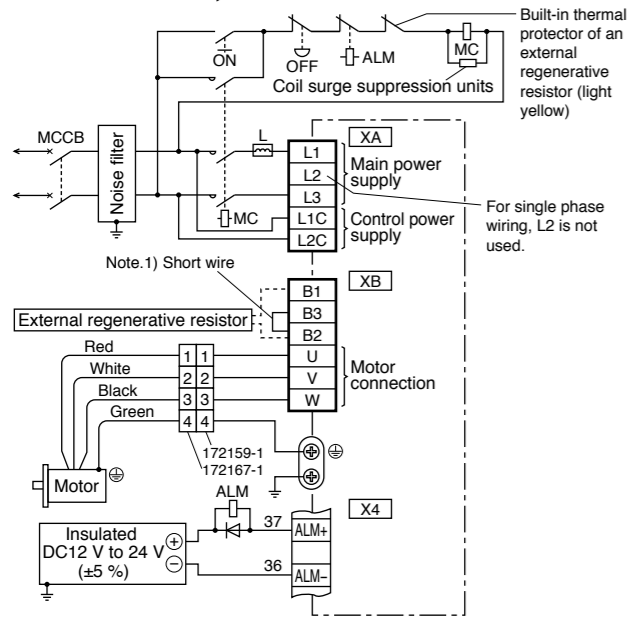 Built-in thermal
protector of an
external
regenerative
resistor (light
yellow)
ON
OFF
ALM
MC
Coil surge suppression units
MCCB
Noise filter
L
MC
XA
L1
L2
L3
L1C
L2C
Main power
supply
Control power
supply
For single phase
wiring, L2 is not
used.
Note.1) Short wire
XB
B1
B3
B2
U
V
W
External regenerative resistor
Motor
connection
Red
White
Black
Green
1 1
2 2
3 3
4 4
172159-1
172167-1
Motor
ALM
X4
Insulated
DC12 V to 24 V
(±5 %)
+
−
37
36
ALM+
ALM−